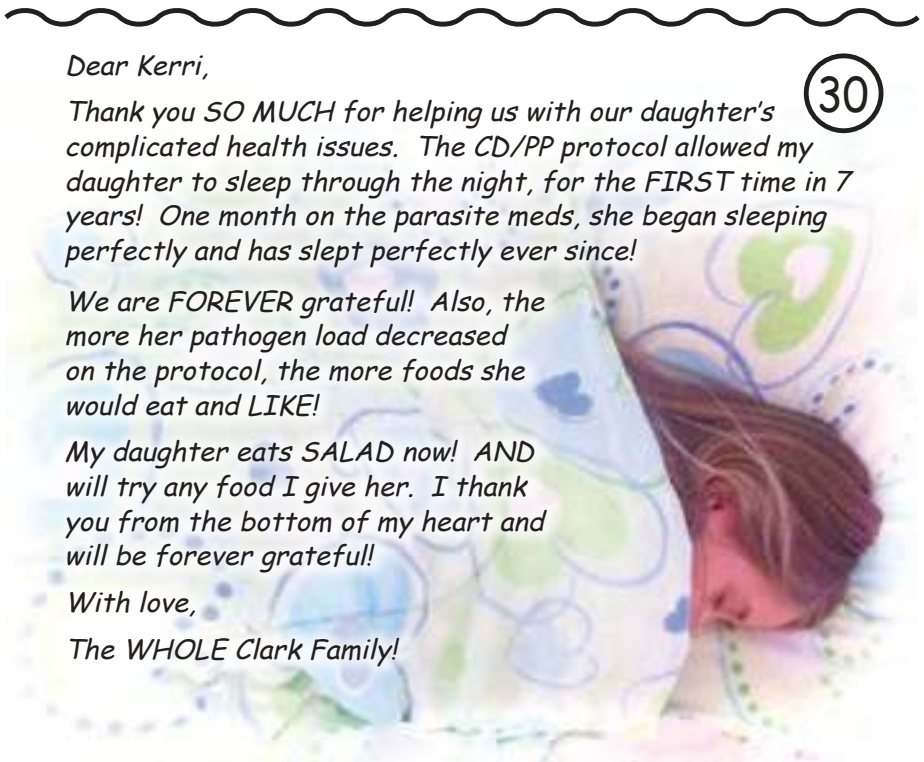 Dear Kerri,
30
Thank you SO MUCH for helping us with our daughter's
complicated health issues.  The CD/PP protocol allowed my
daughter to sleep through the night, for the FIRST time in 7
years!  One month on the parasite meds, she began sleeping
perfectly and has slept perfectly ever since!
We are FOREVER grateful!  Also, the
more her pathogen load decreased
on the protocol, the more foods she
would eat and LIKE!
My daughter eats SALAD now!  AND
will try any food I give her.  I thank
you from the bottom of my heart and
will be forever grateful!
With love,
The WHOLE Clark Family!